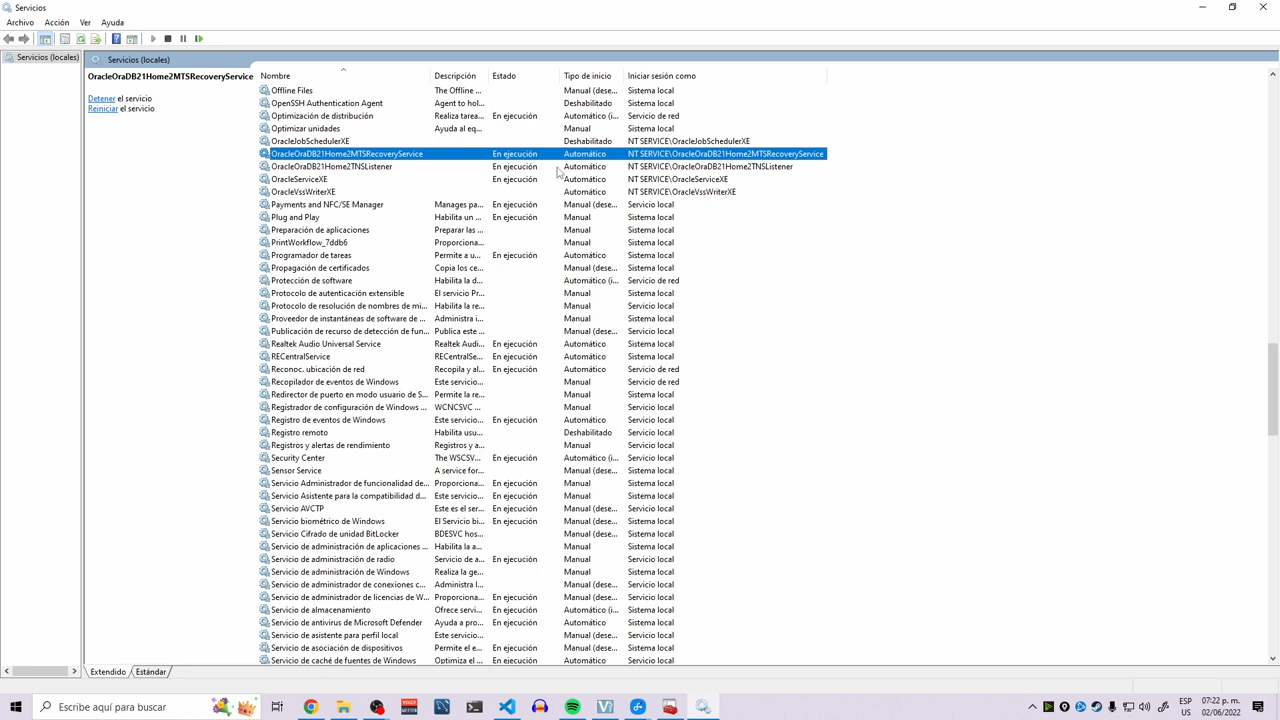 Servicios
Archivo Acción Ver Ayuda
Servicios (locales) Servicios (locales)
OracleOraDB21Home2MTSRecoveryService
Detener el servicio
Reiniciar el servicio
Nombre Descripción Estado Tipo de inicio Iniciar sesión como
Offline Files The Offline ... Manual (dese... Sistema local
OpenSSH Authentication Agent Agent to hol... Deshabilitado Sistema local
Optimización de distribución Realiza tarea... En ejecución Automático (i... Servicio de red
Optimizar unidades Ayuda al eq... Manual Sistema local
OracleJobSchedulerXE Deshabilitado NT SERVICE\OracleJobSchedulerXE
OracleOraDB21Home2MTSRecoveryService En ejecución Automático NT SERVICE\OracleOraDB21Home2MTSRecoveryService
OracleOraDB21Home2TNSListener En ejecución Automático NT SERVICE\OracleOraDB21Home2TNSListener
OracleServiceXE En ejecución Automático NT SERVICE\OracleServiceXE
OracleVssWriterXE Automático NT SERVICE\OracleVssWriterXE
Payments and NFC/SE Manager Manages pa... En ejecución Manual (dese... Servicio local
Plug and Play Habilita un ... En ejecución Manual Sistema local
Preparación de aplicaciones Preparar las ... Manual Sistema local
PrintWorkflow_7ddb6 Proporciona... Manual Sistema local
Programador de tareas Permite a u... En ejecución Automático Sistema local
Propagación de certificados Copia los ce... Manual (dese... Sistema local
Protección de software Habilita la d... Automático (i... Servicio de red
Protocolo de autenticación extensible El servicio Pr... Manual Sistema local
Protocolo de resolución de nombres de mi... Habilita la re... Manual Servicio local
Proveedor de instantáneas de software de ... Administra i... Manual Sistema local
Publicación de recurso de detección de fun... Publica este ... Manual (dese... Servicio local
Realtek Audio Universal Service Realtek Audi... En ejecución Automático Sistema local
RECentralService RECentralSe... En ejecución Automático Sistema local
Reconoc. ubicación de red Recopila y al... En ejecución Automático Servicio de red
Recopilador de eventos de Windows Este servicio... Manual Servicio de red
Redirector de puerto en modo usuario de S... Permite la re... Manual Sistema local
Registrador de configuración de Windows ... WCNCSVC ... Manual Servicio local
Registro de eventos de Windows Este servicio... En ejecución Automático Servicio local
Registro remoto Habilita usu... Deshabilitado Servicio local
Registros y alertas de rendimiento Registros y a... Manual Servicio local
Security Center The WSCSV... En ejecución Automático (i... Servicio local
Sensor Service A service for... Manual (dese... Sistema local
Servicio Administrador de funcionalidad de... Proporciona... En ejecución Manual Sistema local
Servicio Asistente para la compatibilidad d... Este servicio... En ejecución Manual Sistema local
Servicio AVCTP Este es el ser... En ejecución Manual (dese... Servicio local
Servicio biométrico de Windows El Servicio bi... En ejecución Manual (dese... Sistema local
Servicio Cifrado de unidad BitLocker BDESVC hos... Manual (dese... Sistema local
Servicio de administración de aplicaciones ... Habilita la a... Manual Sistema local
Servicio de administración de radio Servicio de a... En ejecución Manual Servicio local
Servicio de administración de Windows Realiza la ge... Manual Sistema local
Servicio de administrador de conexiones c... Administra l... Manual (dese... Servicio local
Servicio de administrador de licencias de W... Proporciona... En ejecución Manual (dese... Servicio local
Servicio de almacenamiento Ofrece servi... En ejecución Automático (i... Sistema local
Servicio de antivirus de Microsoft Defender Ayuda a pro... En ejecución Automático Sistema local
Servicio de asistente para perfil local Este servicio... Manual Servicio local
Servicio de asociación de dispositivos Permite el e... En ejecución Manual (dese... Sistema local
Servicio de caché de fuentes de Windows Optimiza el ... En ejecución Automático Servicio local
Extendido Estándar
Escribe aquí para buscar
ESP
US
07:22 p. m.
02/06/2022